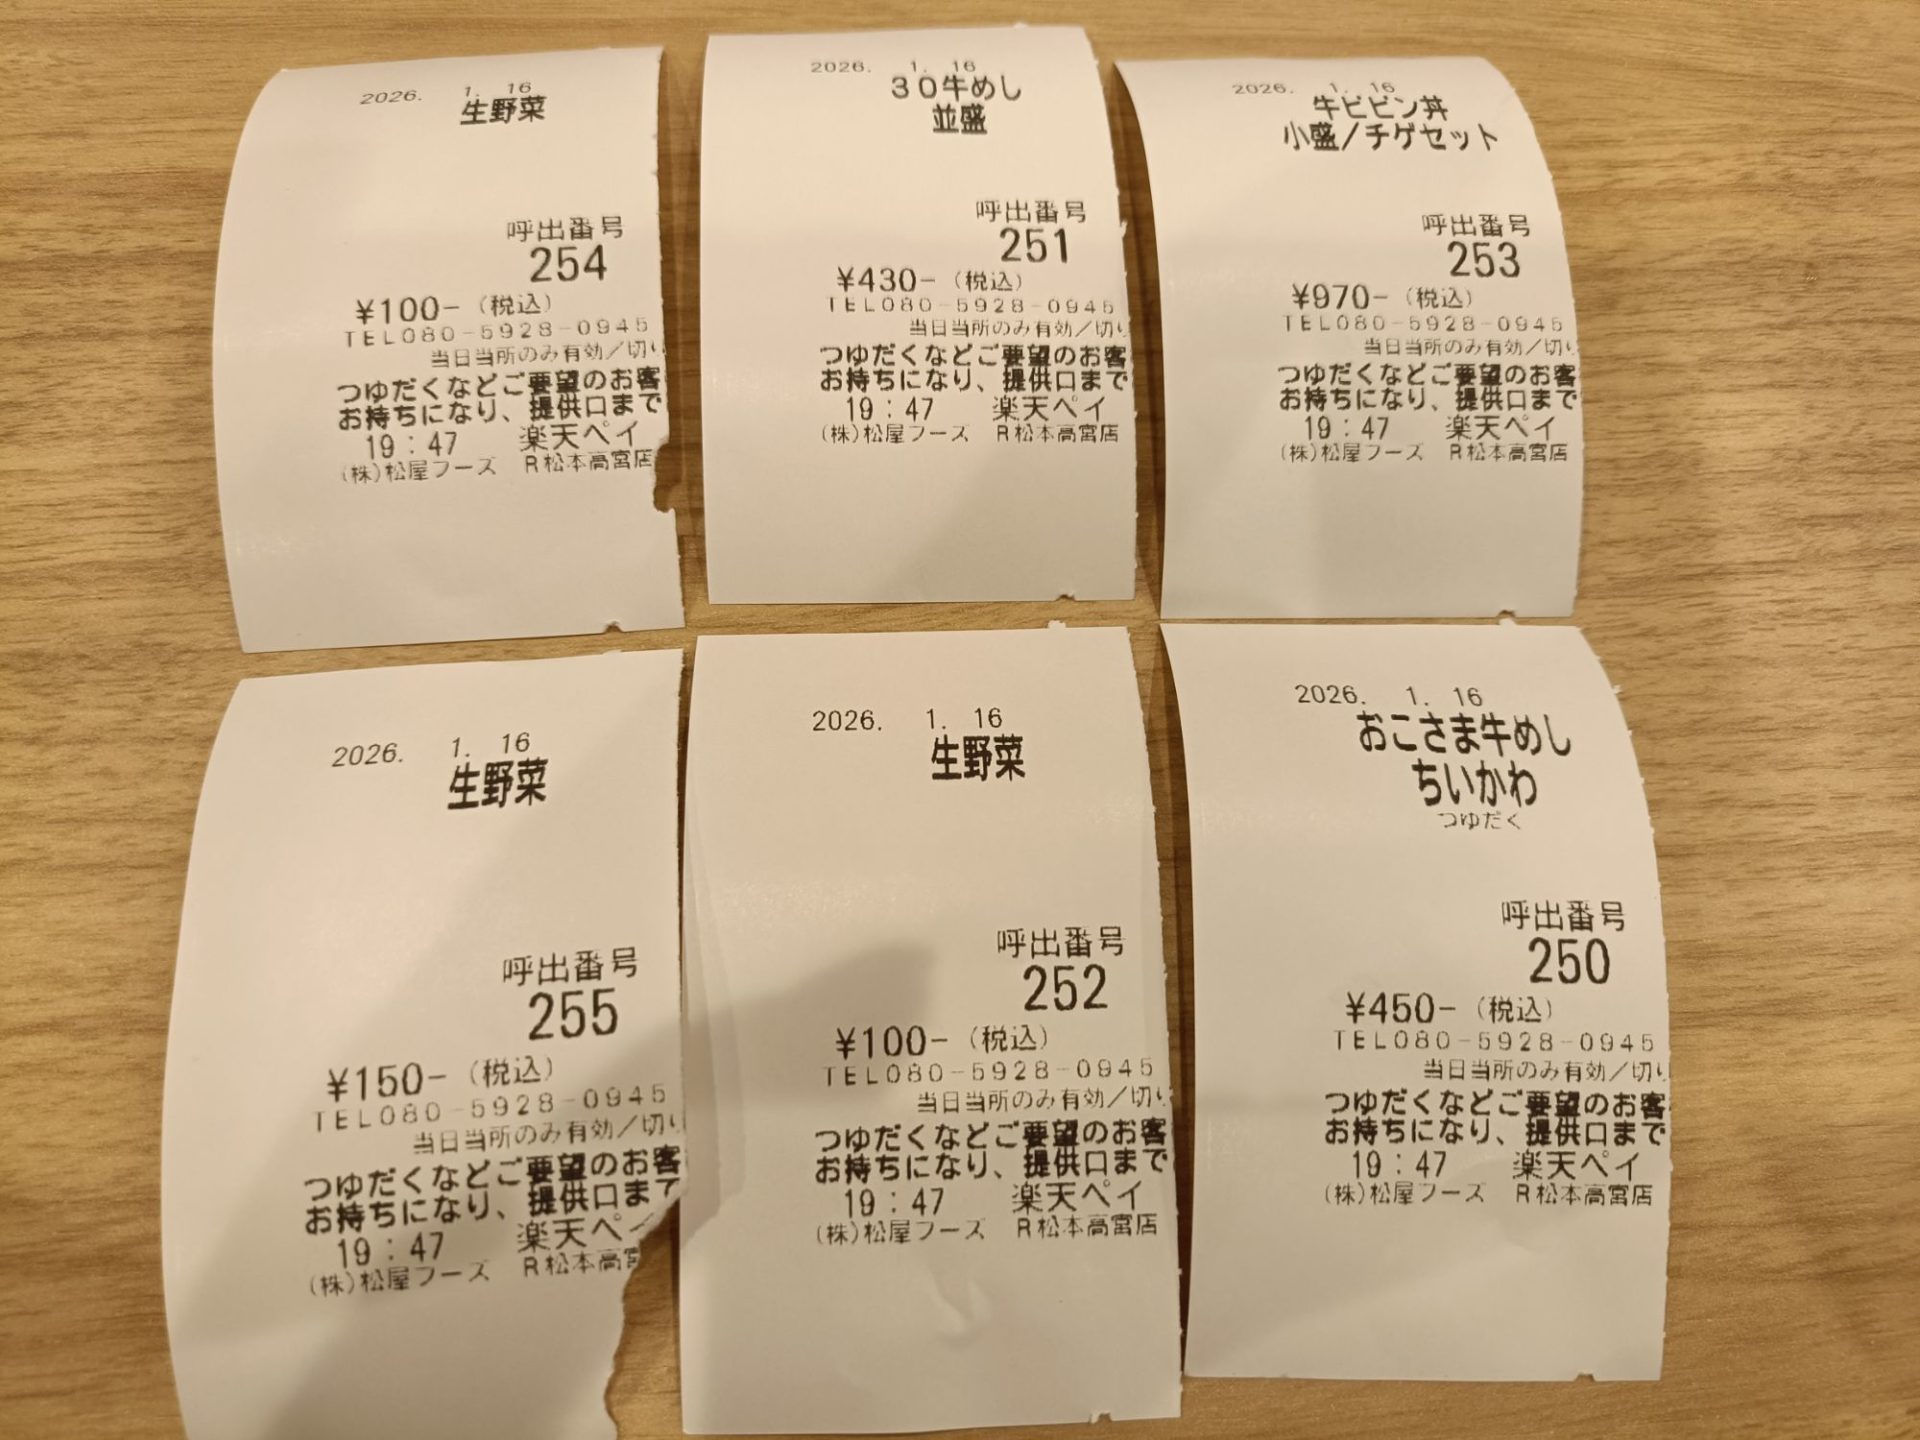 2026. 1. 16
生野菜
呼出番号
254
¥100-(税込)
TEL080-5928-0945
当日当所のみ有効/切り
つゆだくなどご要望のお客
お持ちになり、提供口まで
19:47 楽天ペイ
(株)松屋フーズ R松本高宮店
2026. 1. 16
30牛めし
並盛
呼出番号
251
¥430-(税込)
TEL080-5928-0945
当日当所のみ有効/切り
つゆだくなどご要望のお客
お持ちになり、提供口まで
19:47 楽天ペイ
(株)松屋フーズ R松本高宮店
2026. 1. 16
牛ビビン丼
小盛/チゲセット
呼出番号
253
¥970-(税込)
TEL080-5928-0945
当日当所のみ有効/切り
つゆだくなどご要望のお客
お持ちになり、提供口まで
19:47 楽天ペイ
(株)松屋フーズ R松本高宮店
2026. 1. 16
生野菜
呼出番号
255
¥150-(税込)
TEL080-5928-0945
当日当所のみ有効/切り
つゆだくなどご要望のお客
お持ちになり、提供口まで
19:47 楽天ペイ
(株)松屋フーズ R松本高宮
2026. 1. 16
生野菜
呼出番号
252
¥100-(税込)
TEL080-5928-0945
当日当所のみ有効/切り
つゆだくなどご要望のお客
お持ちになり、提供口まで
19:47 楽天ペイ
(株)松屋フーズ R松本高宮店
2026. 1. 16
おこさま牛めし
ちいかわ
つゆだく
呼出番号
250
¥450-(税込)
TEL080-5928-0945
当日当所のみ有効/切り
つゆだくなどご要望のお客
お持ちになり、提供口まで
19:47 楽天ペイ
(株)松屋フーズ R松本高宮店